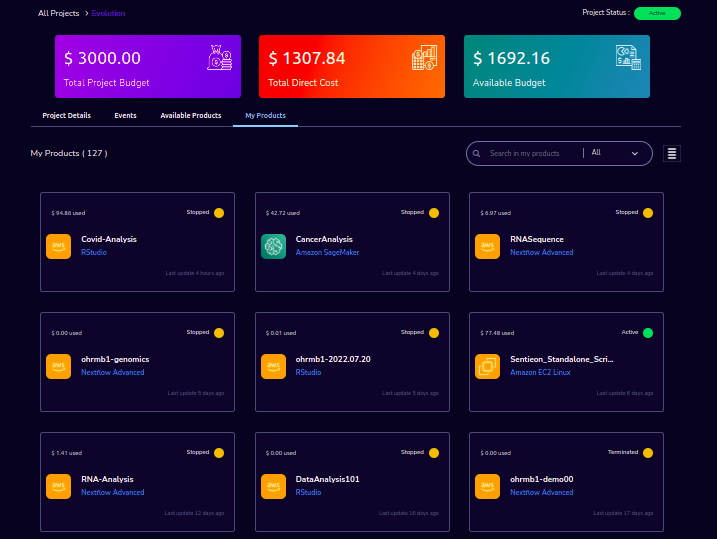 All Projects > Evolution
Project Status : Active
$ 3000.00
Total Project Budget
$ 1307.84
Total Direct Cost
$ 1692.16
Available Budget
Project Details Events Available Products My Products
My Products ( 127 )
Search in my products All
$ 94.86 used Stopped
aws
Covid-Analysis
RStudio
Last update 4 hours ago
$ 42.72 used Stopped
CancerAnalysis
Amazon SageMaker
Last update 4 days ago
$ 6.97 used Stopped
aws
RNASequence
Nextflow Advanced
Last update 4 days ago
$ 0.00 used Stopped
aws
ohrmb1-genomics
Nextflow Advanced
Last update 5 days ago
$ 0.01 used Stopped
aws
ohrmb1-2022.07.20
RStudio
Last update 5 days ago
$ 77.48 used Active
Sentieon_Standalone_Scri...
Amazon EC2 Linux
Last update 6 days ago
$ 1.41 used Stopped
aws
RNA-Analysis
Nextflow Advanced
Last update 12 days ago
$ 0.00 used Stopped
aws
DataAnalysis101
RStudio
Last update 16 days ago
$ 0.00 used Terminated
aws
ohrmb1-demo00
Nextflow Advanced
Last update 17 days ago